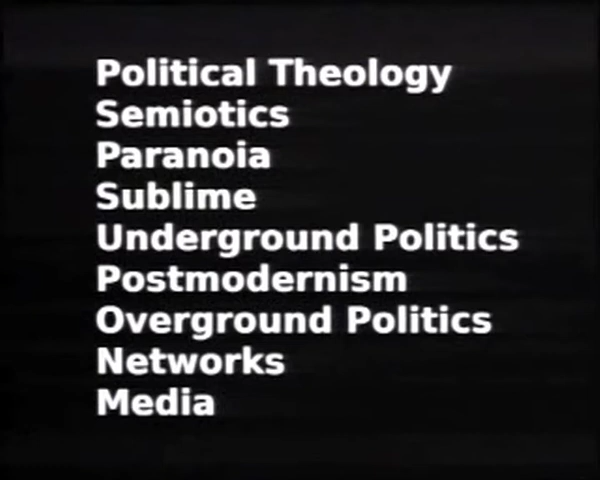 Political Theology
Semiotics
Paranoia
Sublime
Underground Politics
Postmodernism
Overground Politics
Networks
Media